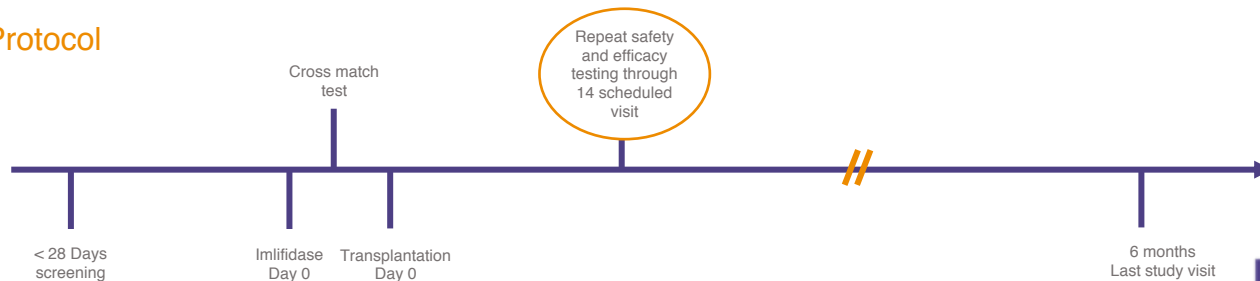 Protocol
Cross match
test
Repeat safety
and efficacy
testing through
14 scheduled
visit
< 28 Days
screening
Imlifidase
Day 0
Transplantation
Day 0
6 months
Last study visit